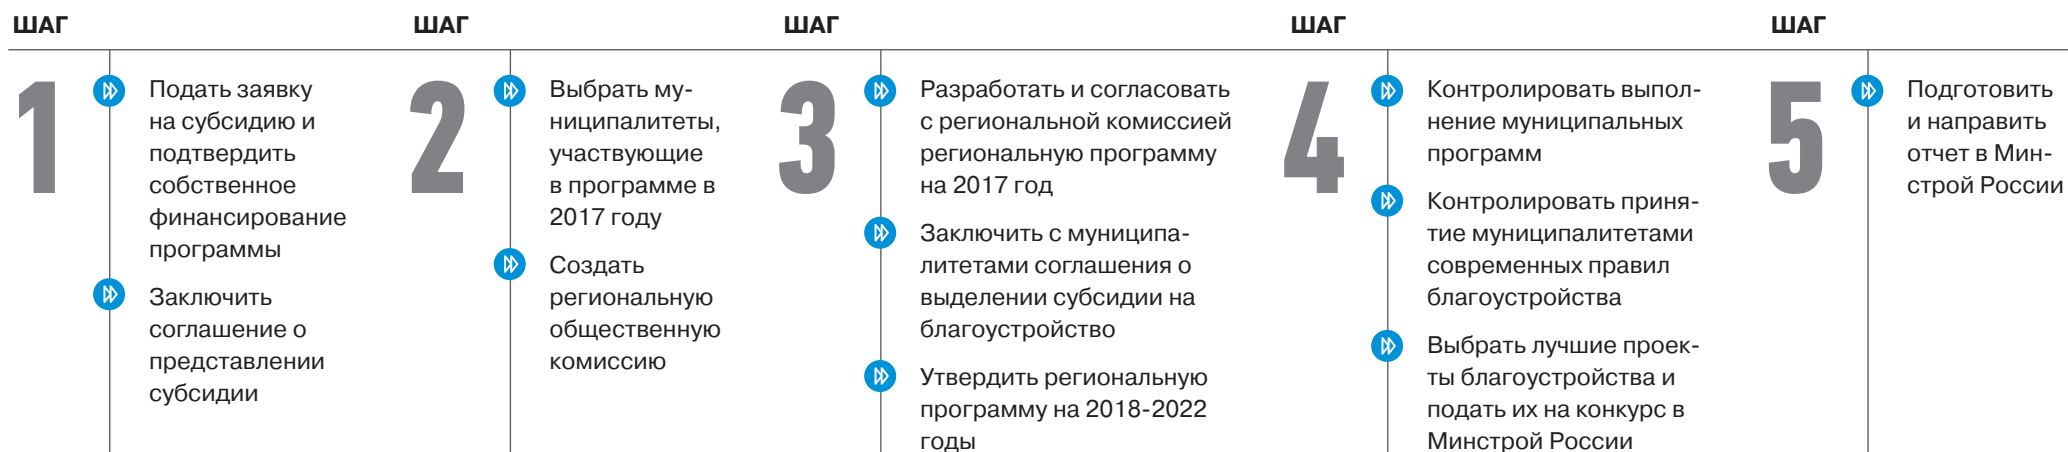 ШАГ
1
Подать заявку
на субсидию и
подтвердить
собственное
финансирование
программы
Заключить
соглашение о
представлении
субсидии
ШАГ
2
Выбрать му-
ниципалитеты,
участвующие
в программе в
2017 году
Создать
региональную
общественную
комиссию
ШАГ
3
Разработать и согласовать
с региональной комиссией
региональную программу
на 2017 год
Заключить с муниципа-
литетами соглашения о
выделении субсидии на
благоустройство
Утвердить региональную
программу на 2018-2022
годы
ШАГ
4
Контролировать выпол-
нение муниципальных
программ
Контролировать приня-
тие муниципалитетами
современных правил
благоустройства
Выбрать лучшие проек-
ты благоустройства и
подать их на конкурс в
Минстрой России
ШАГ
5
Подготовить
и направить
отчет в Мин-
строй России